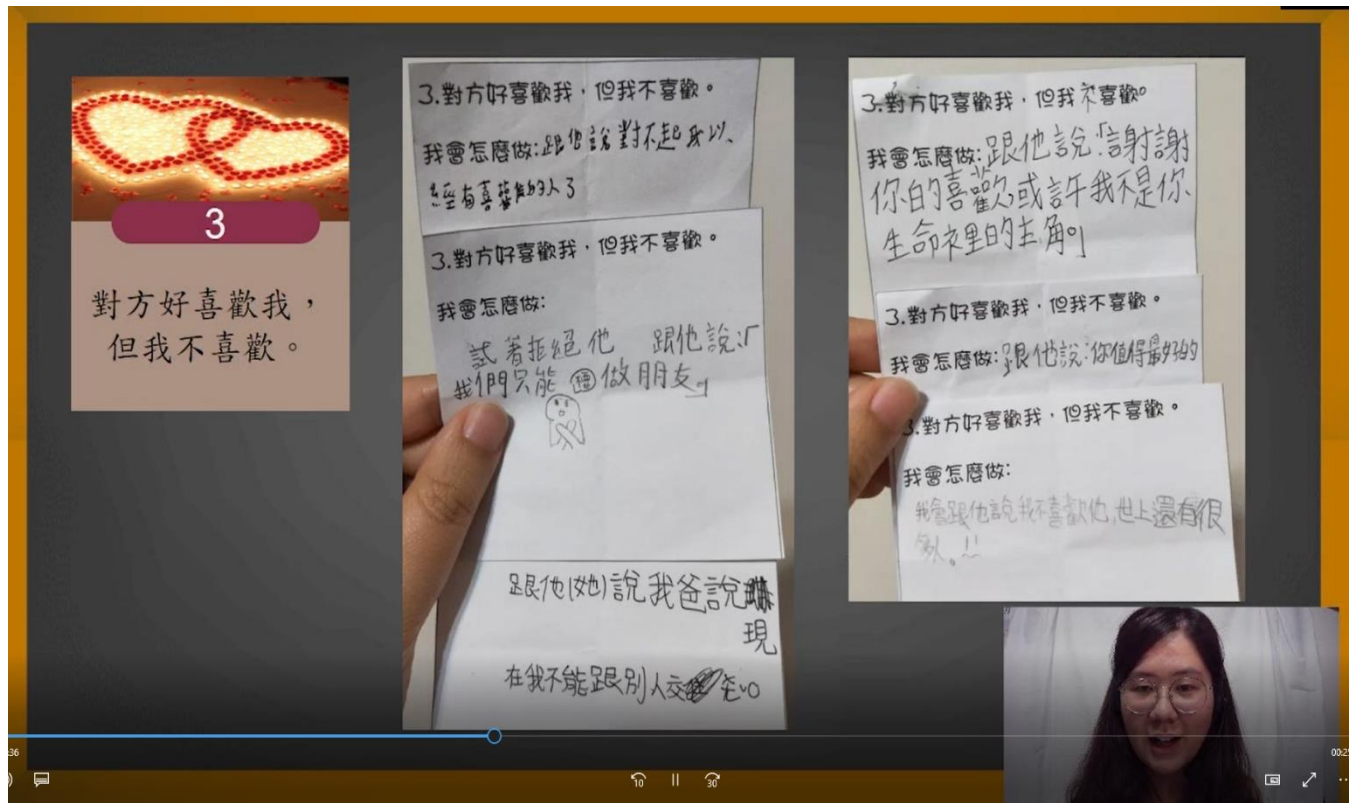 3
對方好喜歡我，
但我不喜歡。
3.對方好喜歡我，但我不喜歡。
我會怎麼做:跟他說對不起我以
經有喜歡的人了
3.對方好喜歡我，但我不喜歡。
我會怎麼做:
試著拒絕他 跟他說:「
我們只能當做朋友」
跟他(她)說我爸說
現
在我不能跟別人交
3.對方好喜歡我，但我不喜歡。
我會怎麼做:跟他說:「謝謝
你的喜歡或許我不是你
生命裡的主角。」
3.對方好喜歡我，但我不喜歡。
我會怎麼做:跟他說:你值得最好的
3.對方好喜歡我，但我不喜歡。
我會怎麼做:
我會跟他說我不喜歡他,世上還有很
多人。!!
:36
00:25
10
30